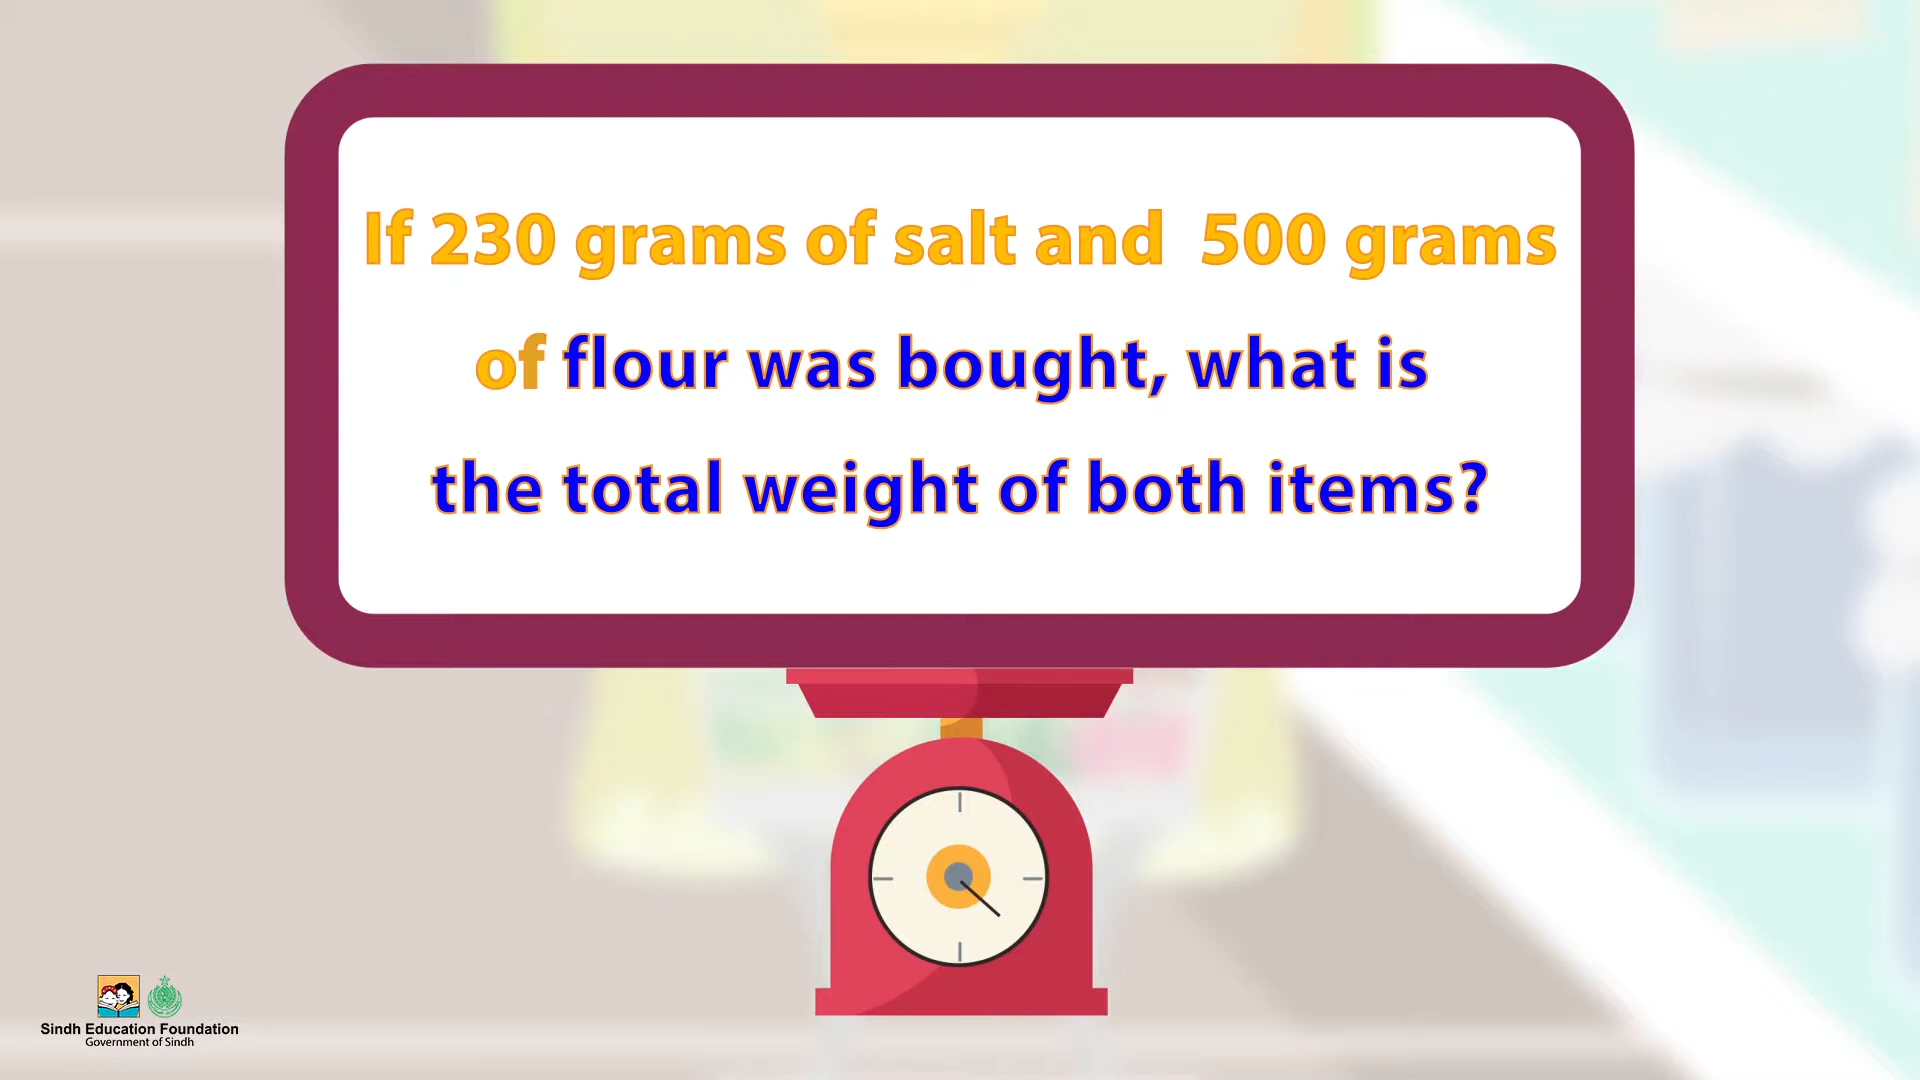 If 230 grams of salt and 500 grams
of flour was bought, what is
the total weight of both items?
Sindh Education Foundation
Government of Sindh